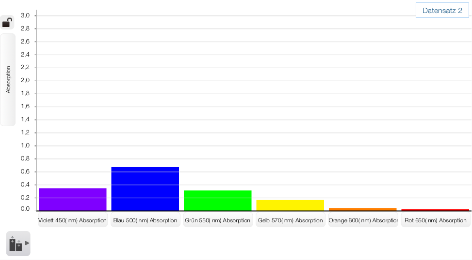 Datensatz 2
3,0
2,8
2,6
2,4
2,2
2,0
1,8
1,6
1,4
1,2
1,0
0,8
0,6
0,4
0,2
0,0
Absorption
Violett 450( nm) Absorption
Blau 500( nm) Absorption
Grün 550( nm) Absorption
Gelb 570( nm) Absorption
Orange 600( nm) Absorption
Rot 650( nm) Absorption